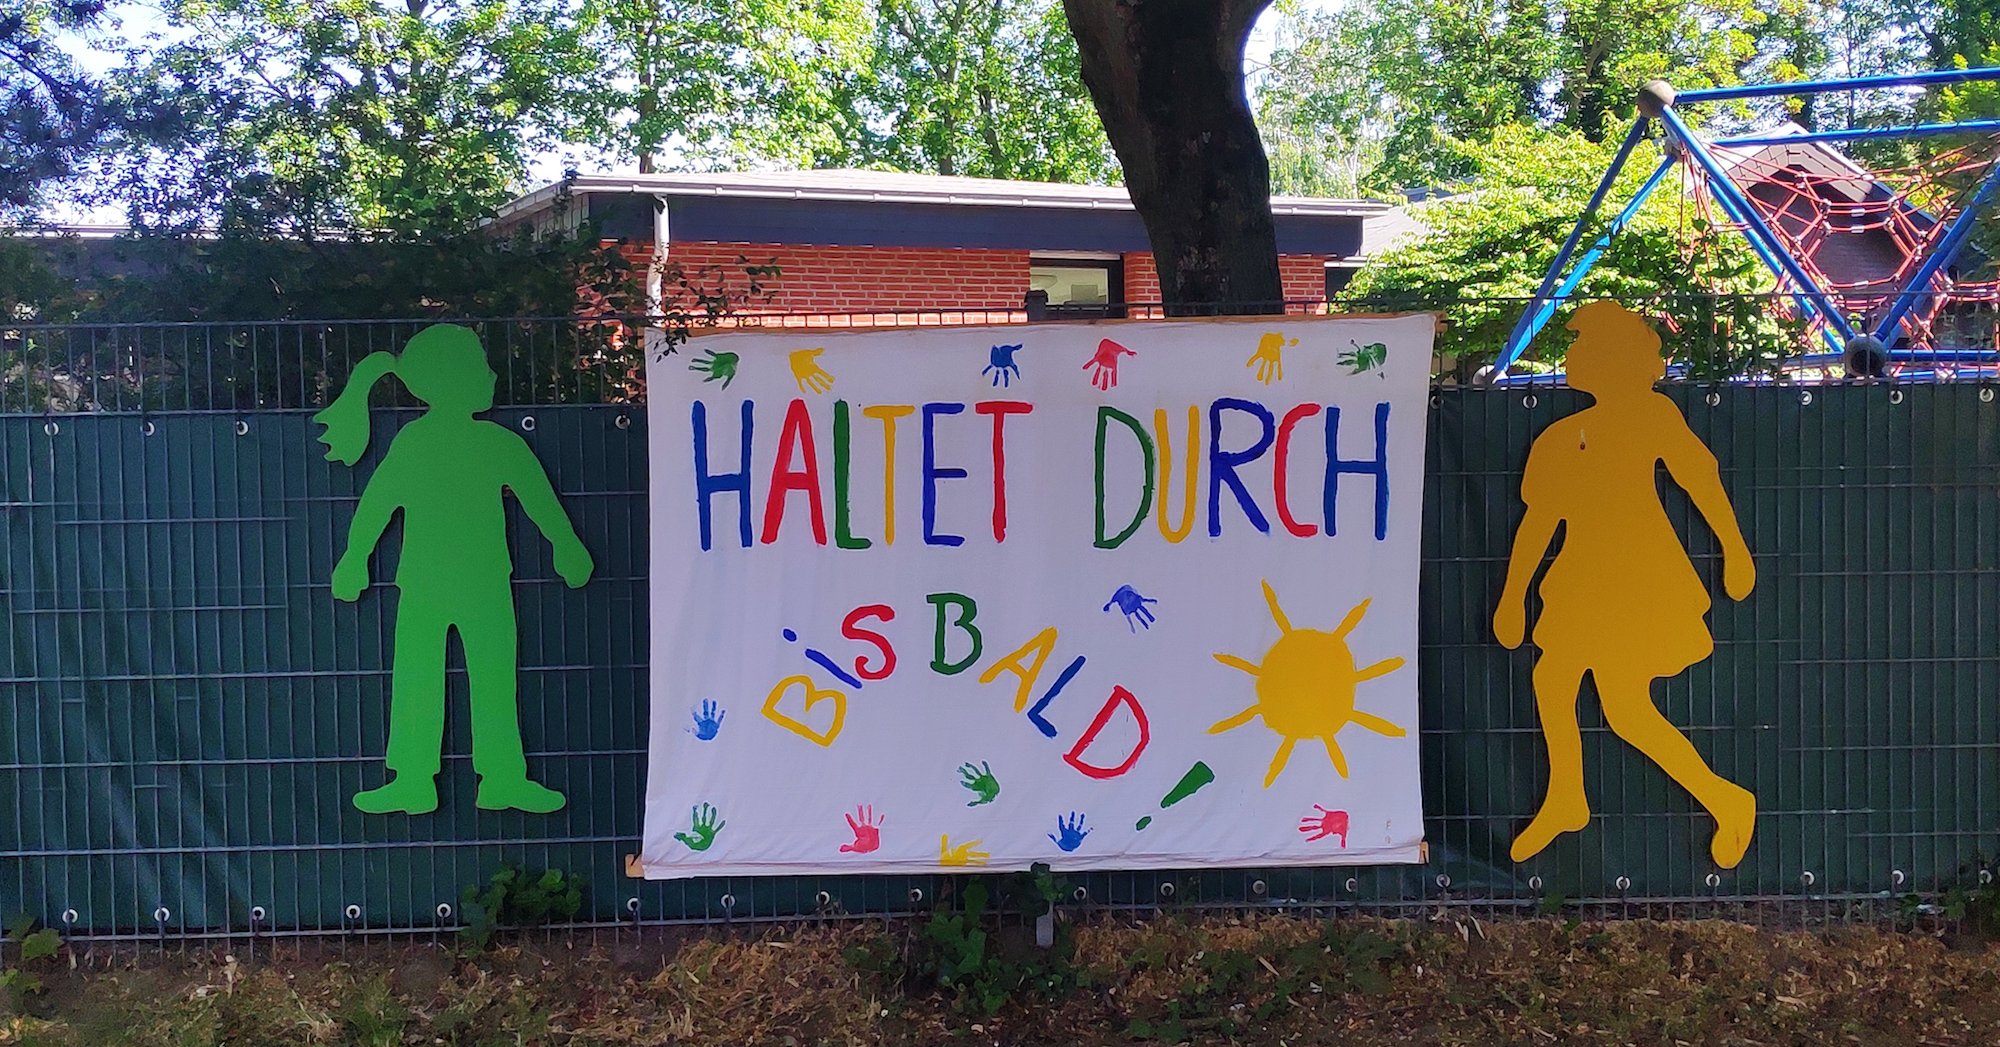 HALTET DURCH
BiS BALD!